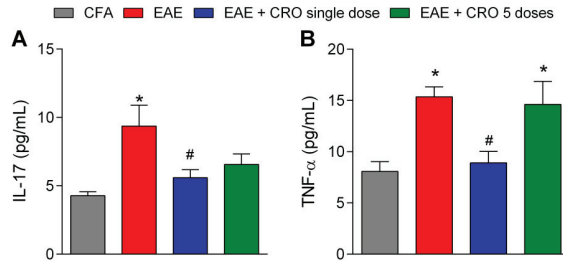 CFA EAE EAE + CRO single dose EAE + CRO 5 doses
A
IL-17 (pg/mL)
15
10
5
0
*
#
B
TNF-α (pg/mL)
20
15
10
5
0
*
#
*